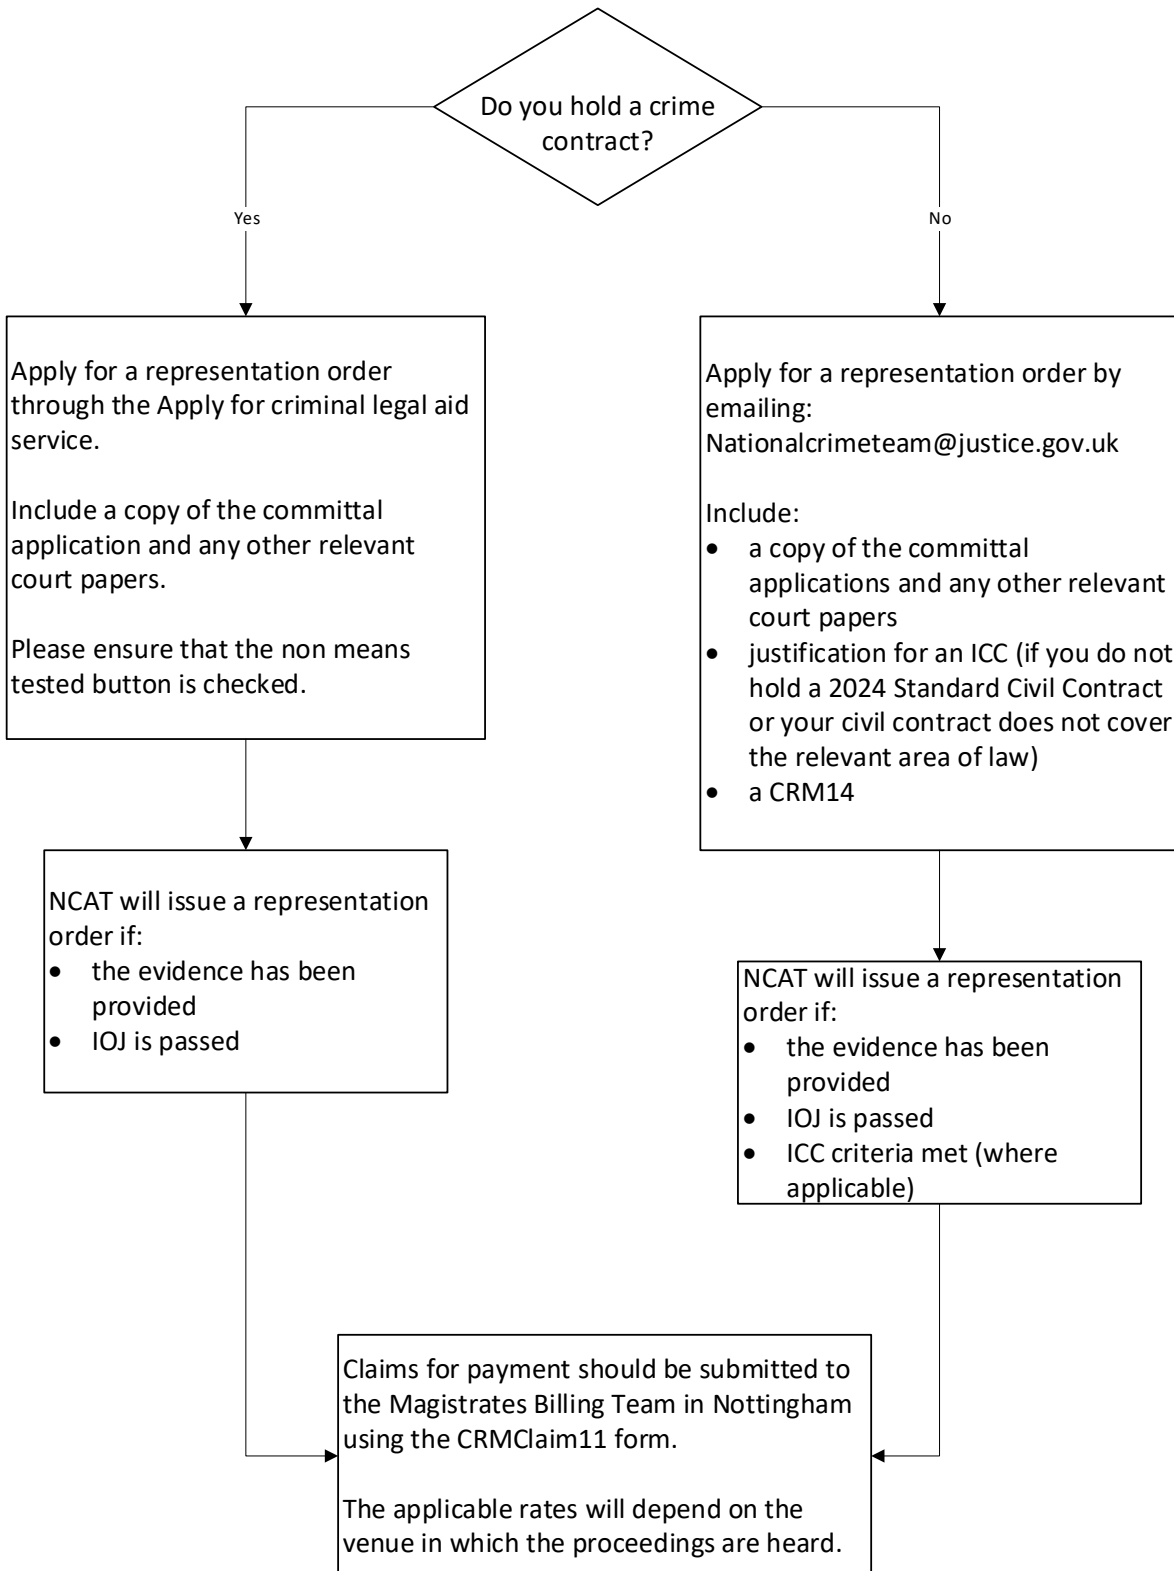 Do you hold a crime
contract?
Yes
No
Apply for a representation order
through the Apply for criminal legal aid
service.
Include a copy of the committal
application and any other relevant
court papers.
Please ensure that the non means
tested button is checked.
Apply for a representation order by
emailing:
Nationalcrimeteam@justice.gov.uk
Include:
• a copy of the committal
applications and any other relevant
court papers
• justification for an ICC (if you do not
hold a 2024 Standard Civil Contract
or your civil contract does not cover
the relevant area of law)
• a CRM14
NCAT will issue a representation
order if:
• the evidence has been
provided
• IOJ is passed
NCAT will issue a representation
order if:
• the evidence has been
provided
• IOJ is passed
• ICC criteria met (where
applicable)
Claims for payment should be submitted to
the Magistrates Billing Team in Nottingham
using the CRMClaim11 form.
The applicable rates will depend on the
venue in which the proceedings are heard.